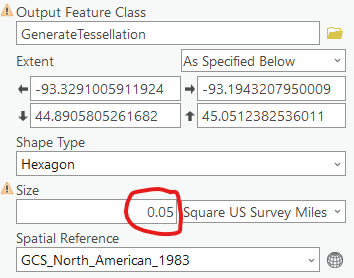 Output Feature Class
GenerateTessellation
Extent As Specified Below
-93.3291005911924 -93.1943207950009
44.8905805261682 45.0512382536011
Shape Type
Hexagon
Size
0.05 Square US Survey Miles
Spatial Reference
GCS_North_American_1983